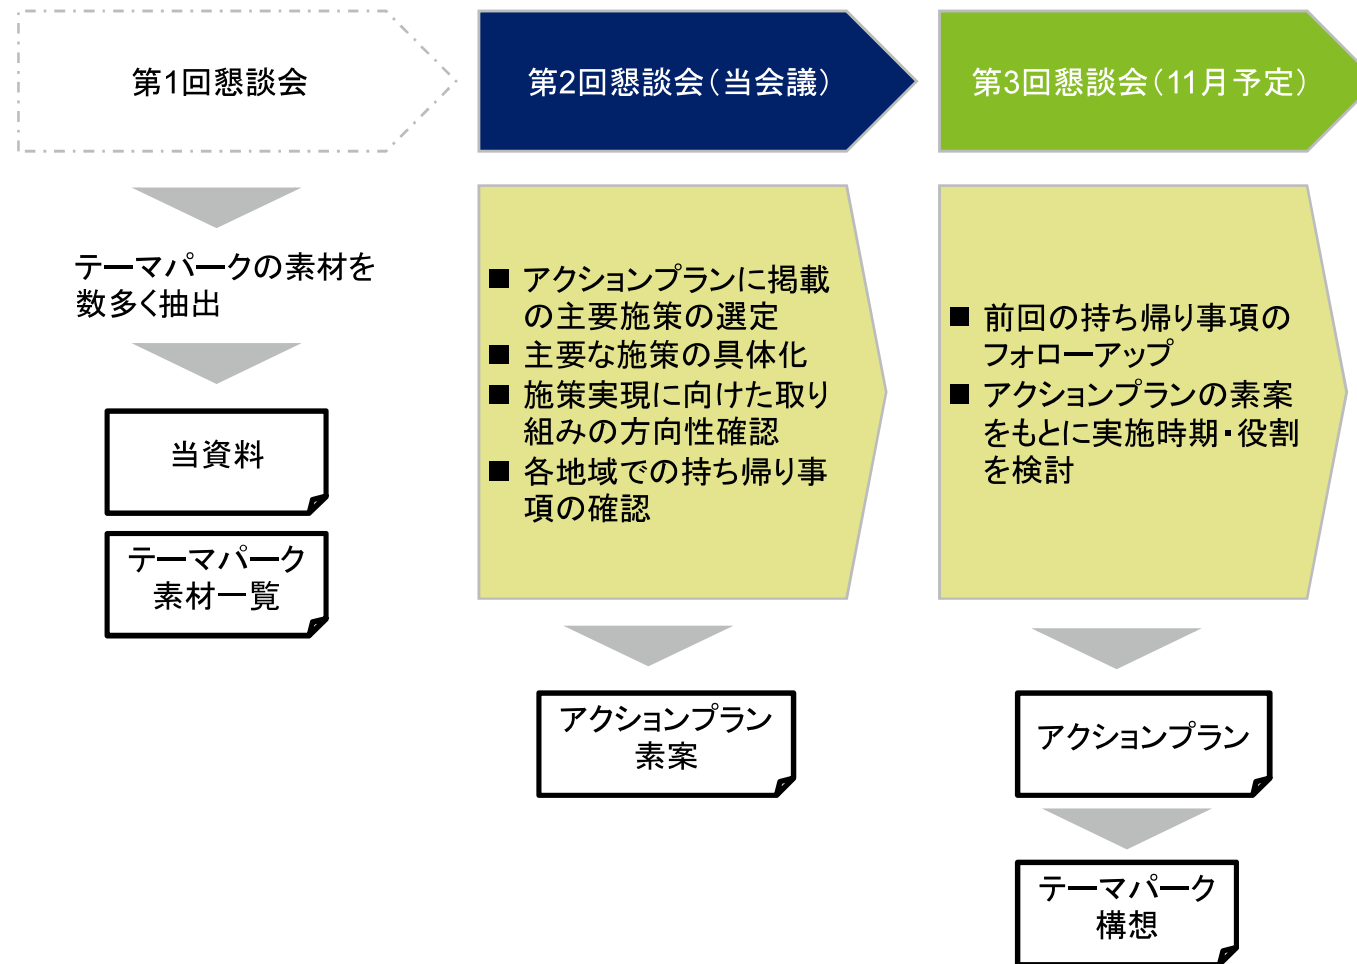 第1回懇談会
第2回懇談会（当会議）
第3回懇談会（11月予定）
テーマパークの素材を
数多く抽出
当資料
テーマパーク
素材一覧
■ アクションプランに掲載
の主要施策の選定
■ 主要な施策の具体化
■ 施策実現に向けた取り
組みの方向性確認
■ 各地域での持ち帰り事
項の確認
アクションプラン
素案
■ 前回の持ち帰り事項の
フォローアップ
■ アクションプランの素案
をもとに実施時期・役割
を検討
アクションプラン
テーマパーク
構想